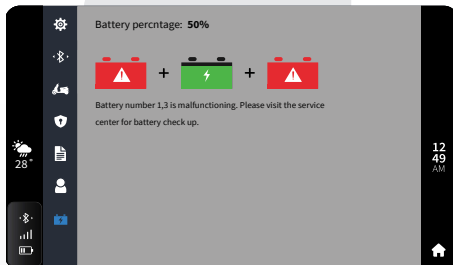 Battery percntage: 50%
+ +
Battery number 1,3 is malfunctioning. Please visit the service
center for battery check up.
28°
12
49
AM